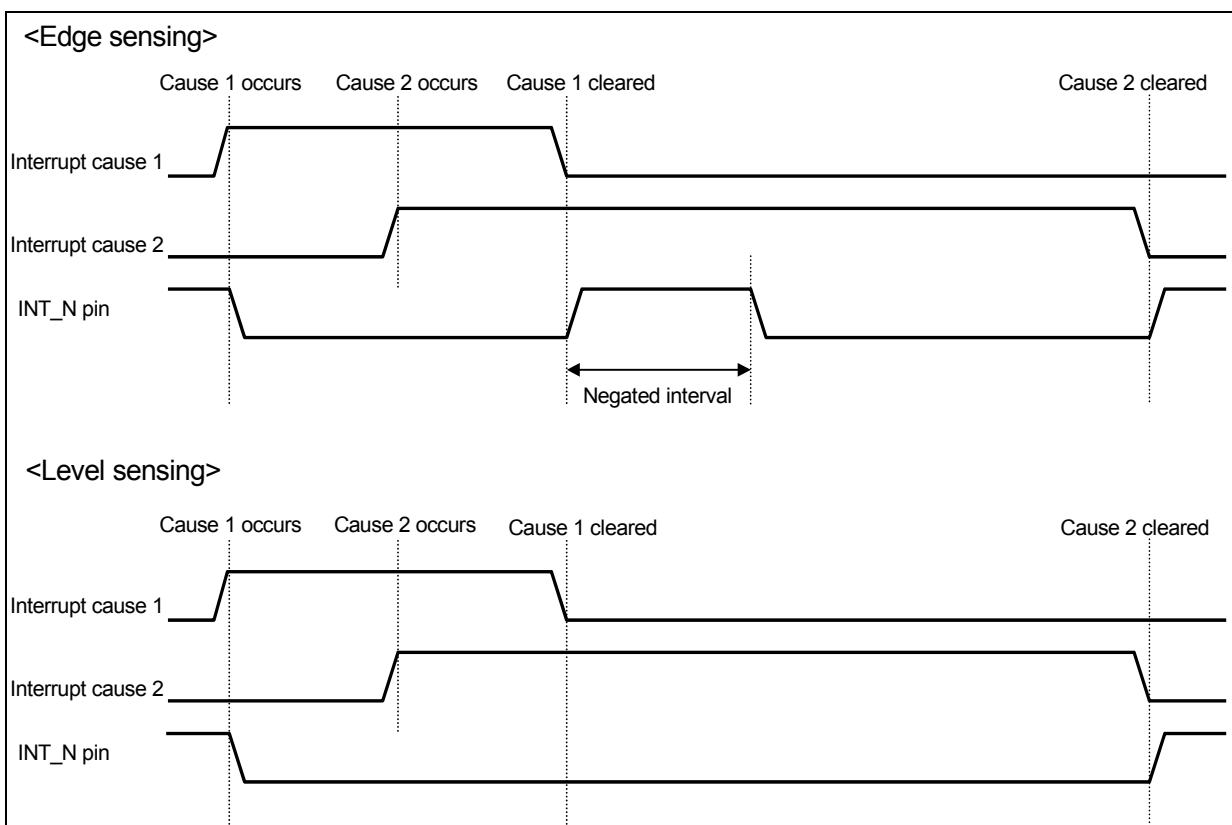 <Edge sensing>
Cause 1 occurs Cause 2 occurs Cause 1 cleared Cause 2 cleared
Interrupt cause 1
Interrupt cause 2
INT_N pin
Negated interval
<Level sensing>
Cause 1 occurs Cause 2 occurs Cause 1 cleared Cause 2 cleared
Interrupt cause 1
Interrupt cause 2
INT_N pin